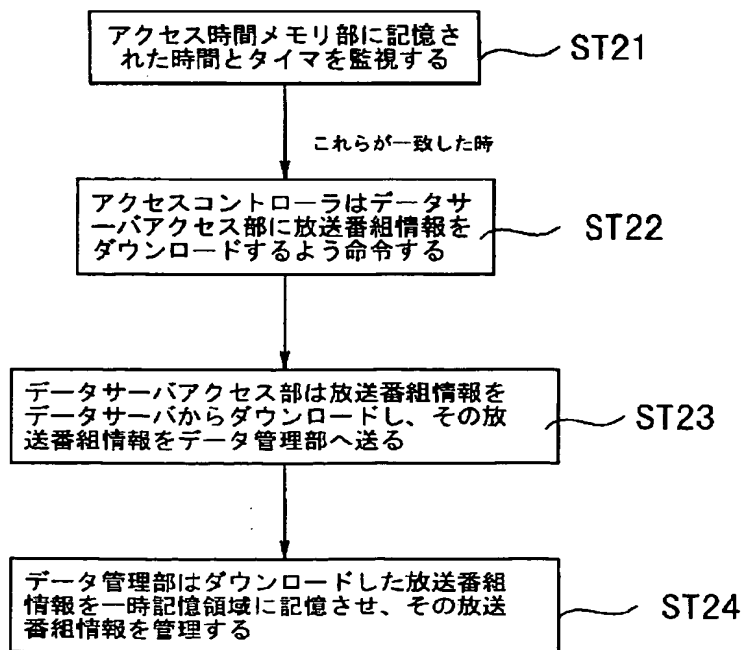 アクセス時間メモリ部に記憶さ
れた時間とタイマを監視する
ST21
これらが一致した時
アクセスコントローラはデータサ
ーバアクセス部に放送番組情報を
ダウンロードするよう命令する
ST22
データサーバアクセス部は放送番組情報を
データサーバからダウンロードし、その放
送番組情報をデータ管理部へ送る
ST23
データ管理部はダウンロードした放送番組
情報を一時記憶領域に記憶させ、その放送
番組情報を管理する
ST24